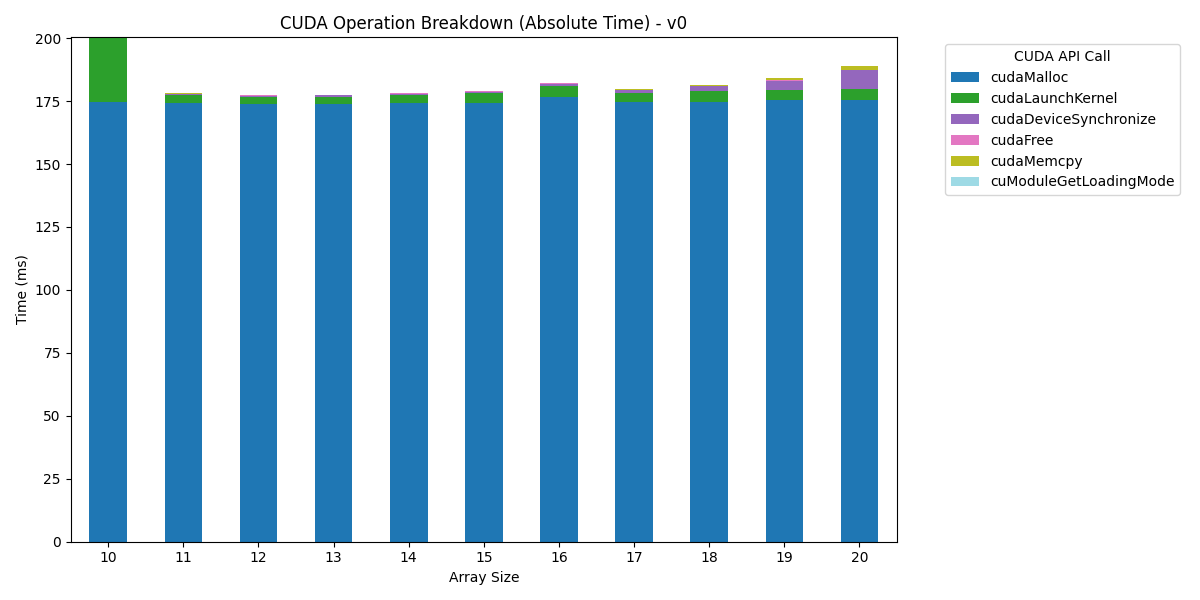 CUDA Operation Breakdown (Absolute Time) - v0
200
175
150
125
100
75
50
25
0
Time (ms)
10 11 12 13 14 15 16 17 18 19 20
Array Size
CUDA API Call
cudaMalloc
cudaLaunchKernel
cudaDeviceSynchronize
cudaFree
cudaMemcpy
cuModuleGetLoadingMode